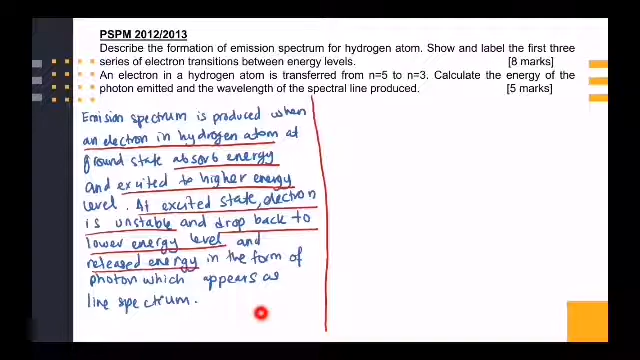 PSPM 2012/2013
Describe the formation of emission spectrum for hydrogen atom. Show and label the first three
series of electron transitions between energy levels. [8 marks]
An electron in a hydrogen atom is transferred from n=5 to n=3. Calculate the energy of the
photon emitted and the wavelength of the spectral line produced. [5 marks]
Emision spectrum is produced when
an electron in hydrogen atom at
ground state absorb energy
and excited to higher energy
level. At excited state, electron
is unstable and drop back to
lower energy level and
released energy in the form of
photon which appears as
line spectrum.